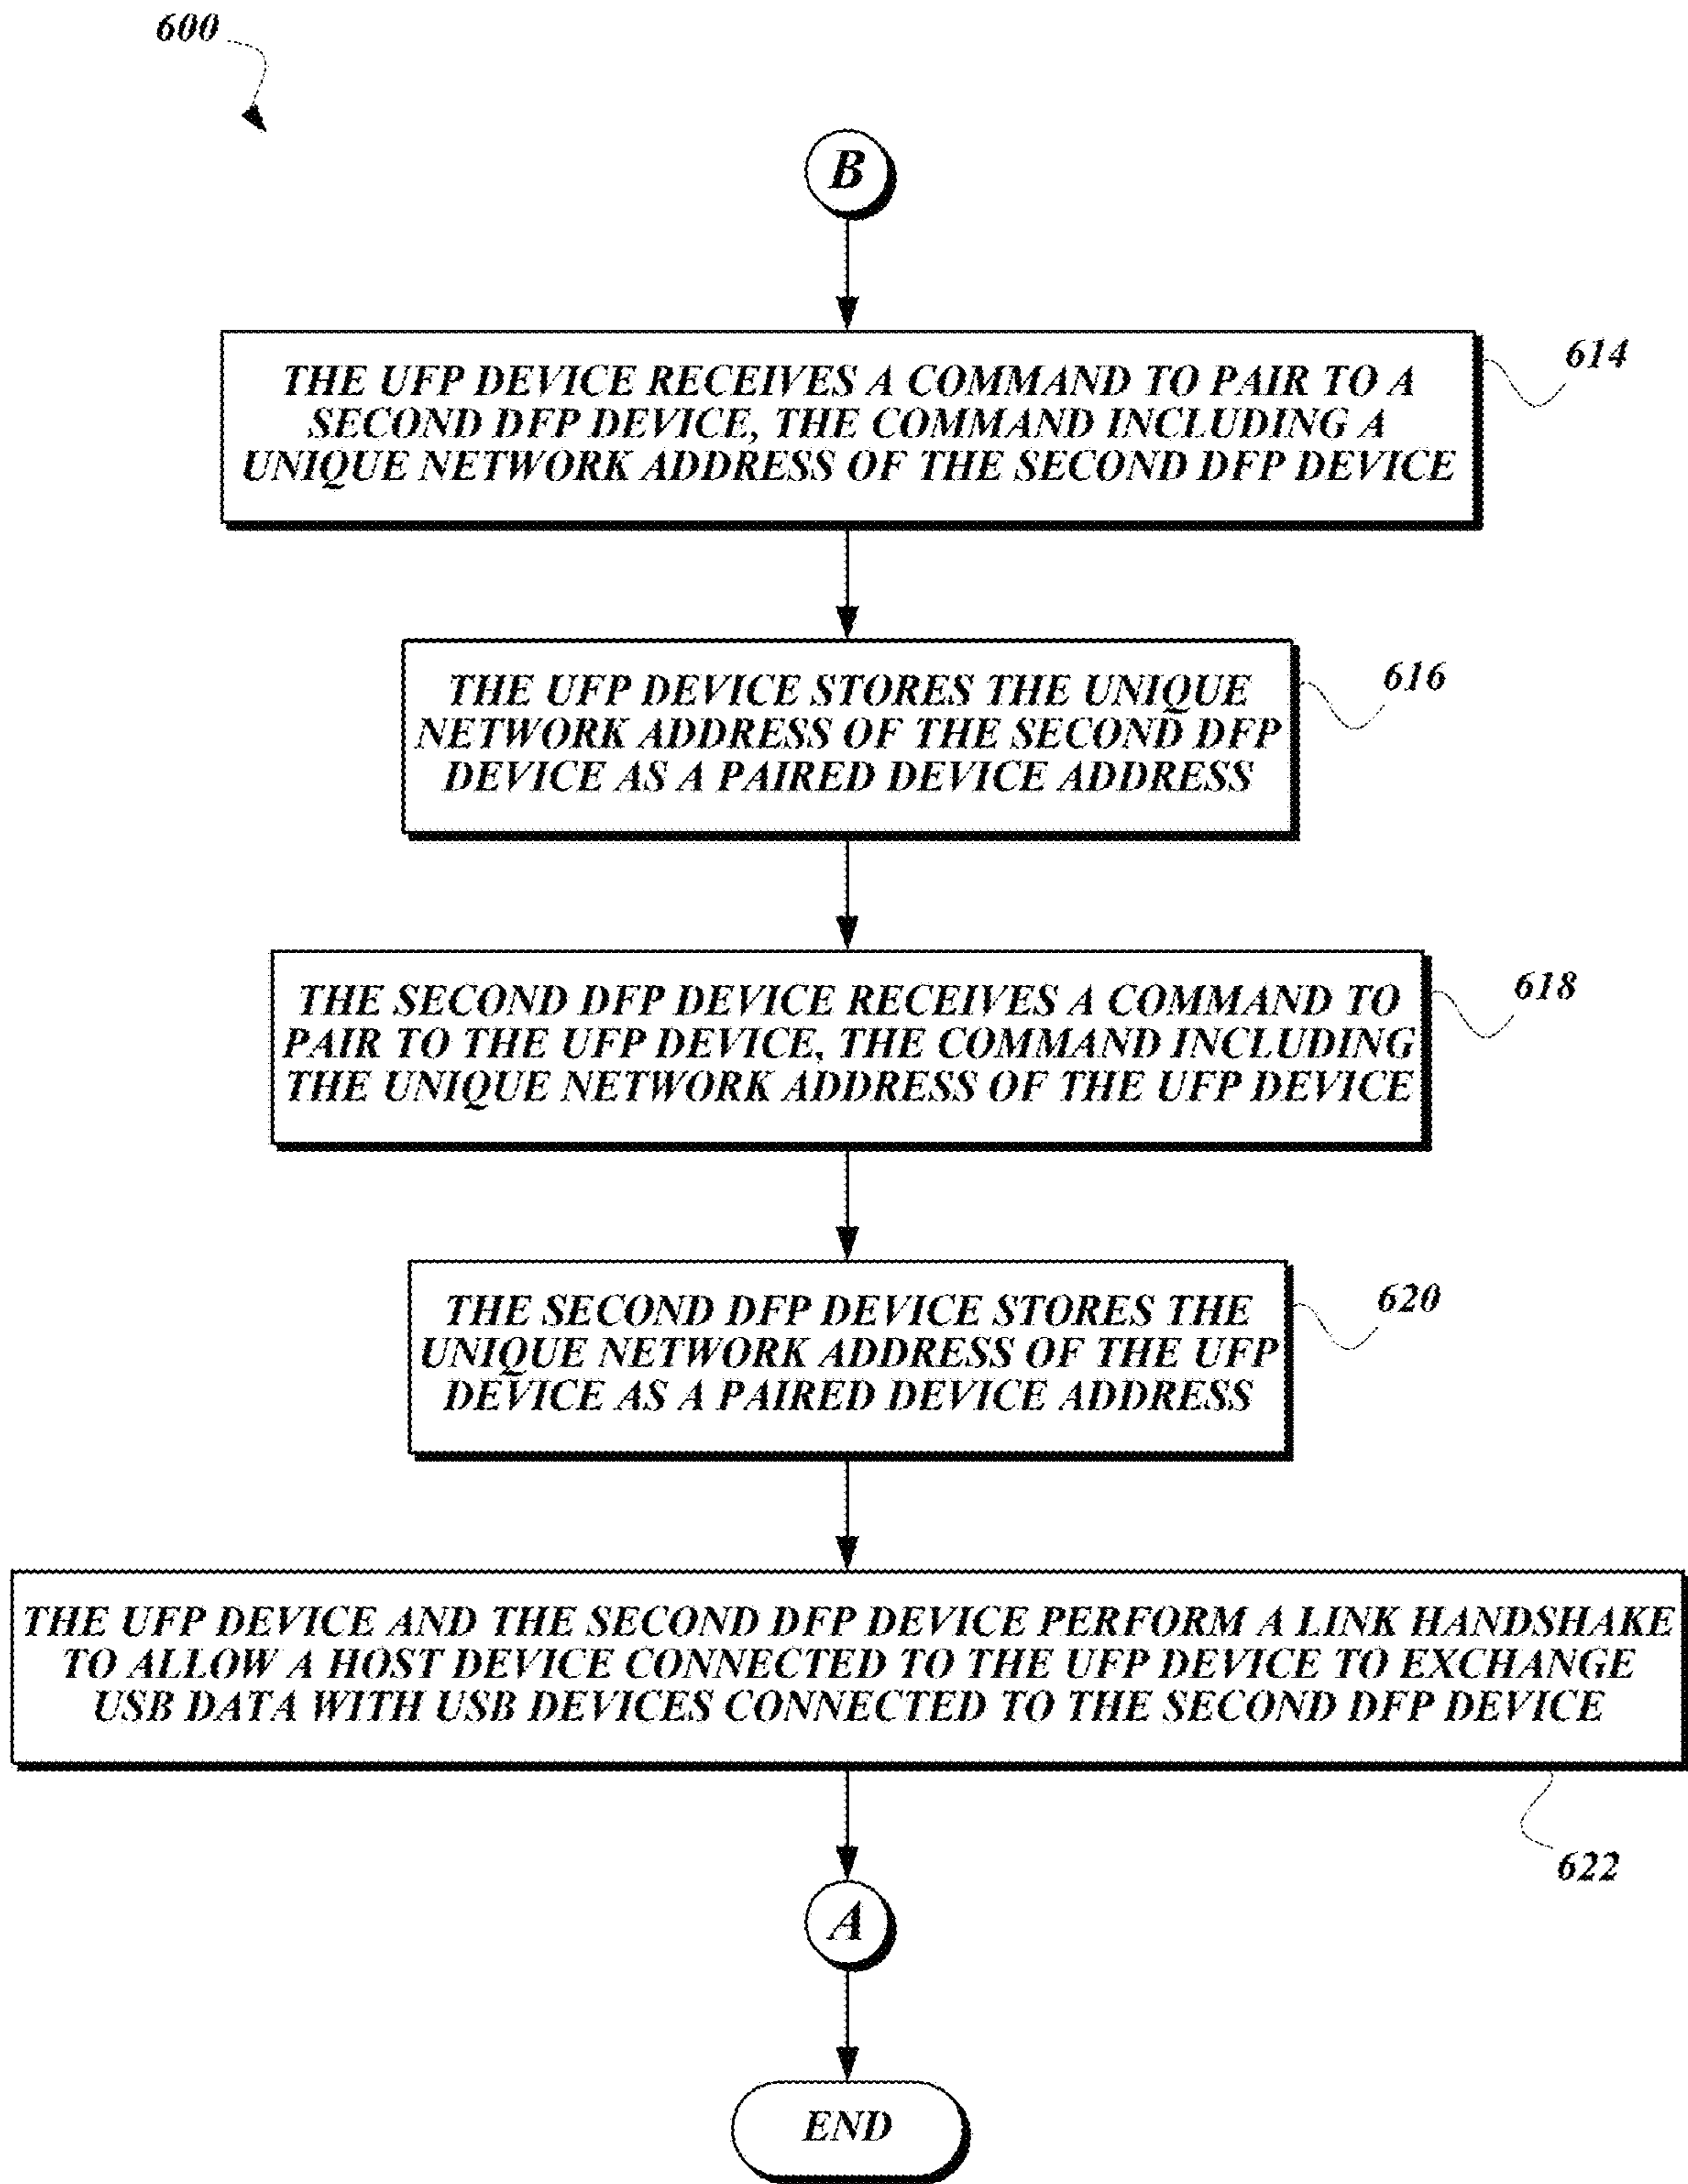 600
B
THE UFP DEVICE RECEIVES A COMMAND TO PAIR TO A
SECOND DFP DEVICE, THE COMMAND INCLUDING A
UNIQUE NETWORK ADDRESS OF THE SECOND DFP DEVICE
614
THE UFP DEVICE STORES THE UNIQUE
NETWORK ADDRESS OF THE SECOND DFP
DEVICE AS A PAIRED DEVICE ADDRESS
616
THE SECOND DFP DEVICE RECEIVES A COMMAND TO
PAIR TO THE UFP DEVICE, THE COMMAND INCLUDING
THE UNIQUE NETWORK ADDRESS OF THE UFP DEVICE
618
THE SECOND DFP DEVICE STORES THE
UNIQUE NETWORK ADDRESS OF THE UFP
DEVICE AS A PAIRED DEVICE ADDRESS
620
THE UFP DEVICE AND THE SECOND DFP DEVICE PERFORM A LINK HANDSHAKE
TO ALLOW A HOST DEVICE CONNECTED TO THE UFP DEVICE TO EXCHANGE
USB DATA WITH USB DEVICES CONNECTED TO THE SECOND DFP DEVICE
622
A
END